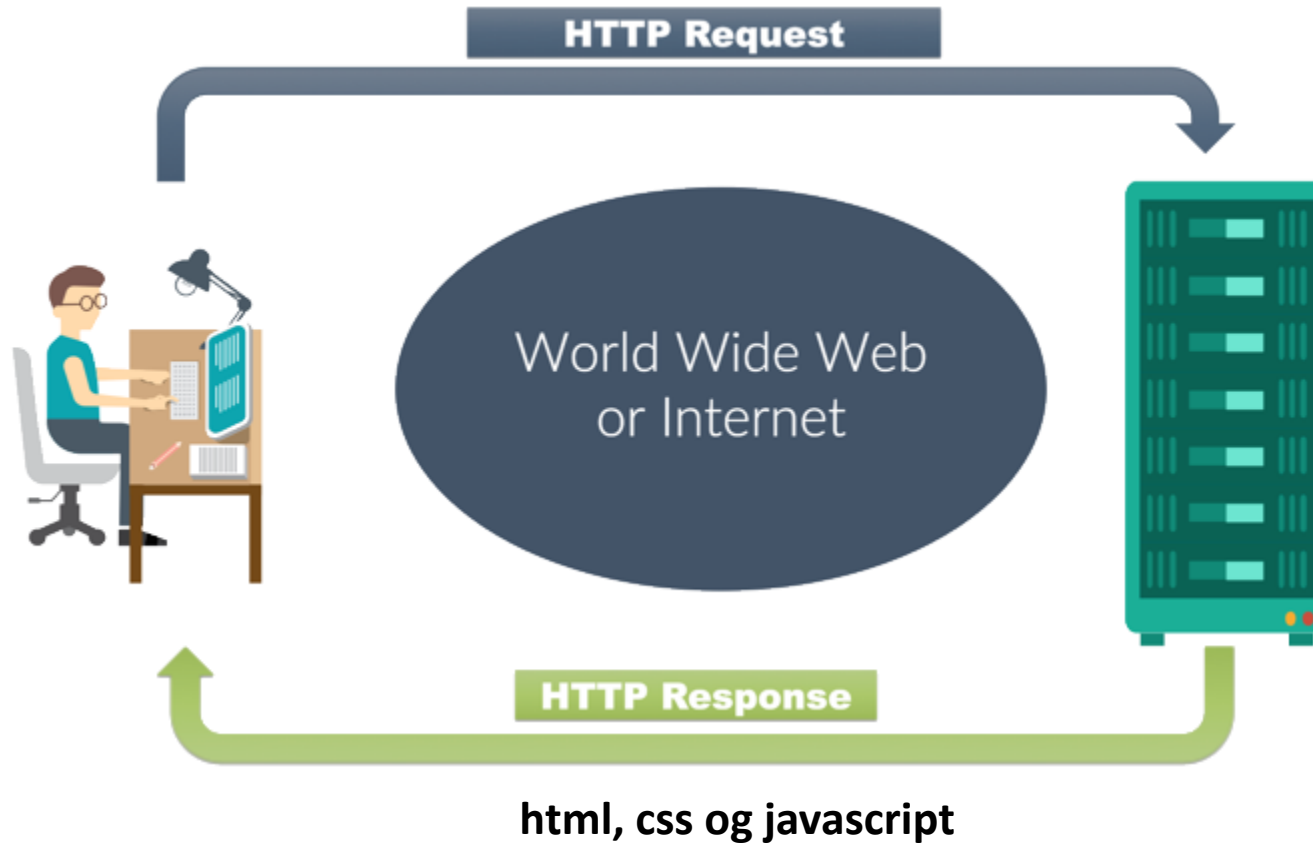 HTTP Request
World Wide Web
or Internet
HTTP Response
html, css og javascript